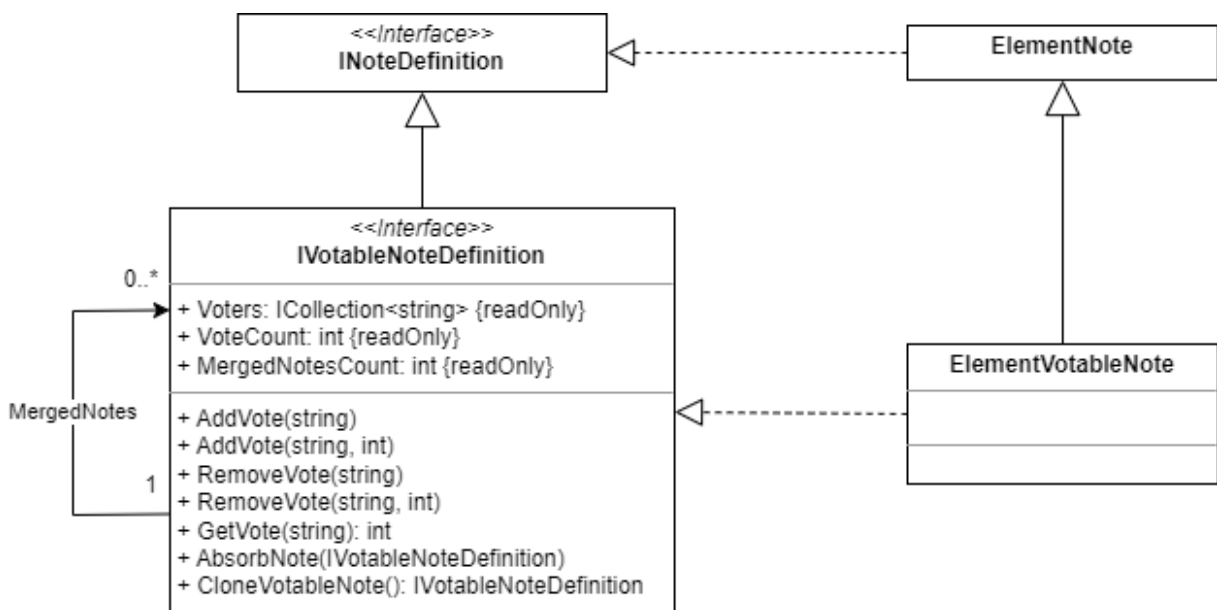 <<Interface>>
INoteDefinition
ElementNote
<<Interface>>
IVotableNoteDefinition
0..*
+ Voters: ICollection<string> {readOnly}
+ VoteCount: int {readOnly}
+ MergedNotesCount: int {readOnly}
ElementVotableNote
MergedNotes
+ AddVote(string)
+ AddVote(string, int)
+ RemoveVote(string)
1
+ RemoveVote(string, int)
+ GetVote(string): int
+ AbsorbNote(IVotableNoteDefinition)
+ CloneVotableNote(): IVotableNoteDefinition